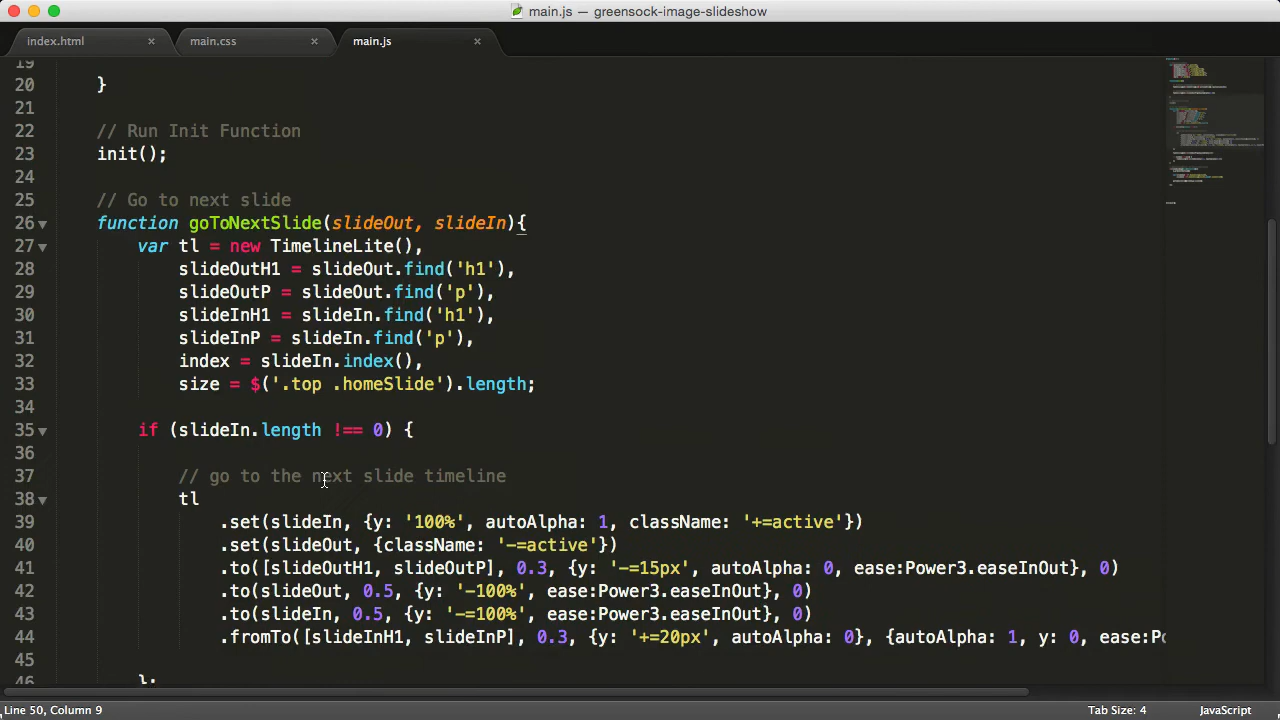 main.js — greensock-image-slideshow
index.html × main.css × main.js ×
19
20 }
21
22 // Run Init Function
23 init();
24
25 // Go to next slide
26 function goToNextSlide(slideOut, slideIn){
27 var tl = new TimelineLite(),
28 slideOutH1 = slideOut.find('h1'),
29 slideOutP = slideOut.find('p'),
30 slideInH1 = slideIn.find('h1'),
31 slideInP = slideIn.find('p'),
32 index = slideIn.index(),
33 size = $('.top .homeSlide').length;
34
35 if (slideIn.length !== 0) {
36
37 // go to the next slide timeline
38 tl
39 .set(slideIn, {y: '100%', autoAlpha: 1, className: '+=active'})
40 .set(slideOut, {className: '-=active'})
41 .to([slideOutH1, slideOutP], 0.3, {y: '-=15px', autoAlpha: 0, ease:Power3.easeInOut}, 0)
42 .to(slideOut, 0.5, {y: '-100%', ease:Power3.easeInOut}, 0)
43 .to(slideIn, 0.5, {y: '-=100%', ease:Power3.easeInOut}, 0)
44 .fromTo([slideInH1, slideInP], 0.3, {y: '+=20px', autoAlpha: 0}, {autoAlpha: 1, y: 0, ease:Po
45
46 };
Line 50, Column 9 Tab Size: 4 JavaScript